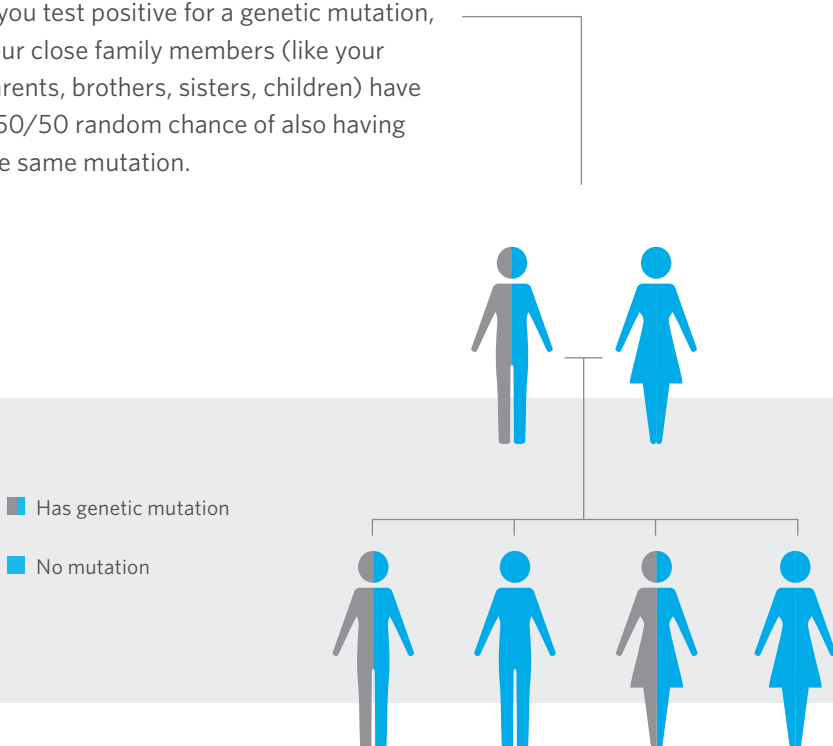 you test positive for a genetic mutation,
ur close family members (like your
arents, brothers, sisters, children) have
50/50 random chance of also having
e same mutation.
Has genetic mutation
No mutation